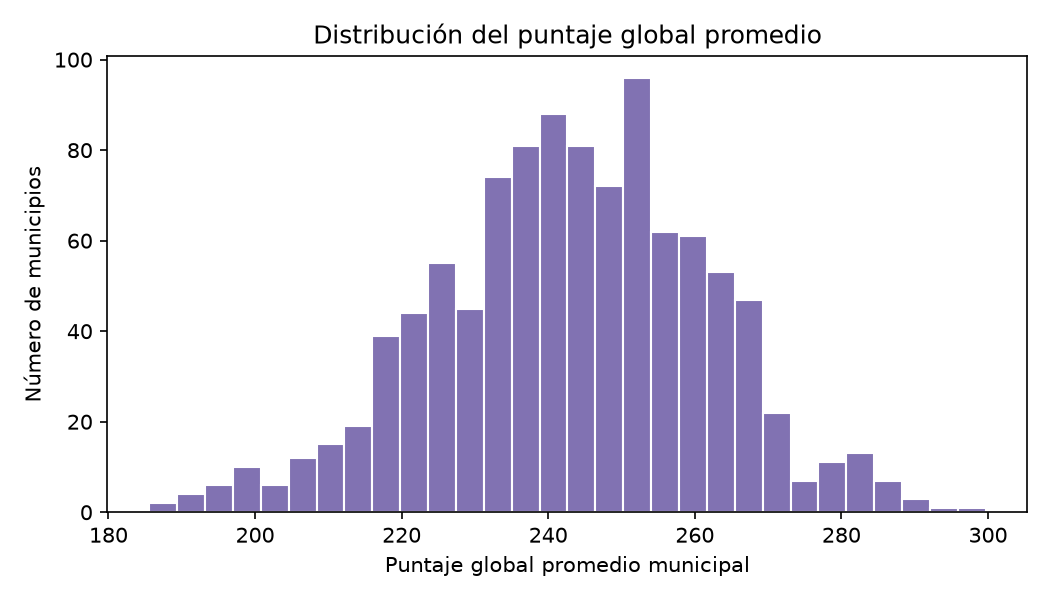 Distribución del puntaje global promedio
Número de municipios
100
80
60
40
20
0
180 200 220 240 260 280 300
Puntaje global promedio municipal